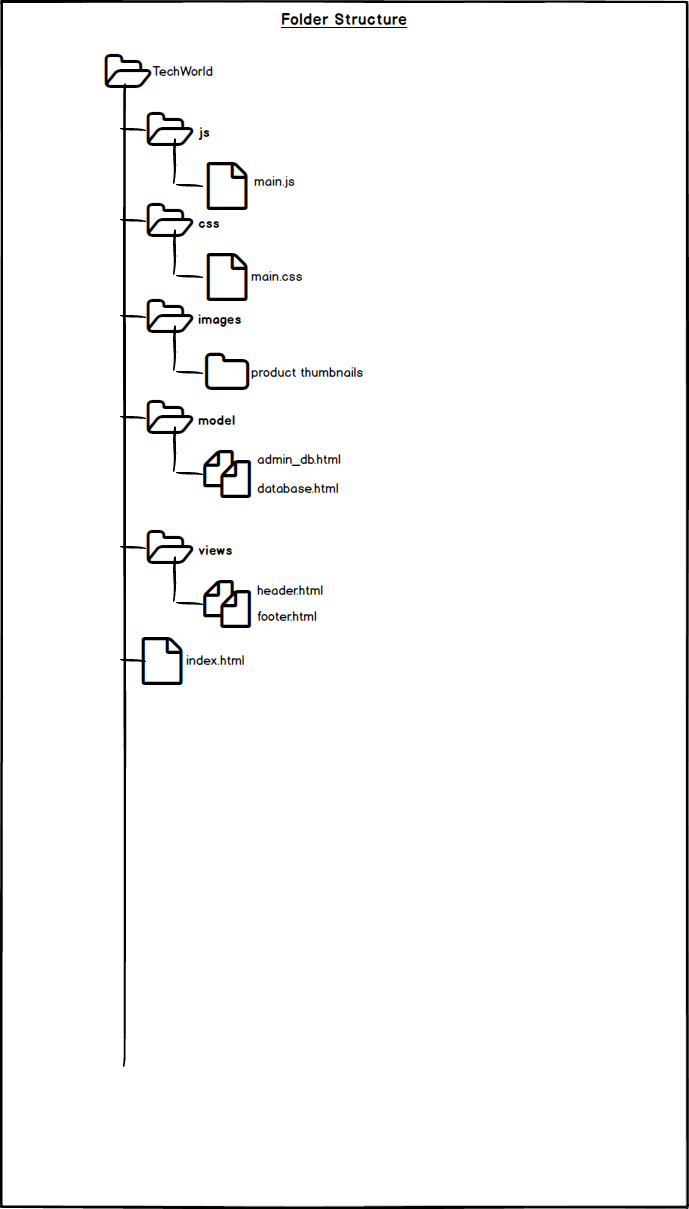 Folder Structure
TechWorld
js
main.js
css
main.css
images
product thumbnails
model
admin_db.html
database.html
views
header.html
footer.html
index.html